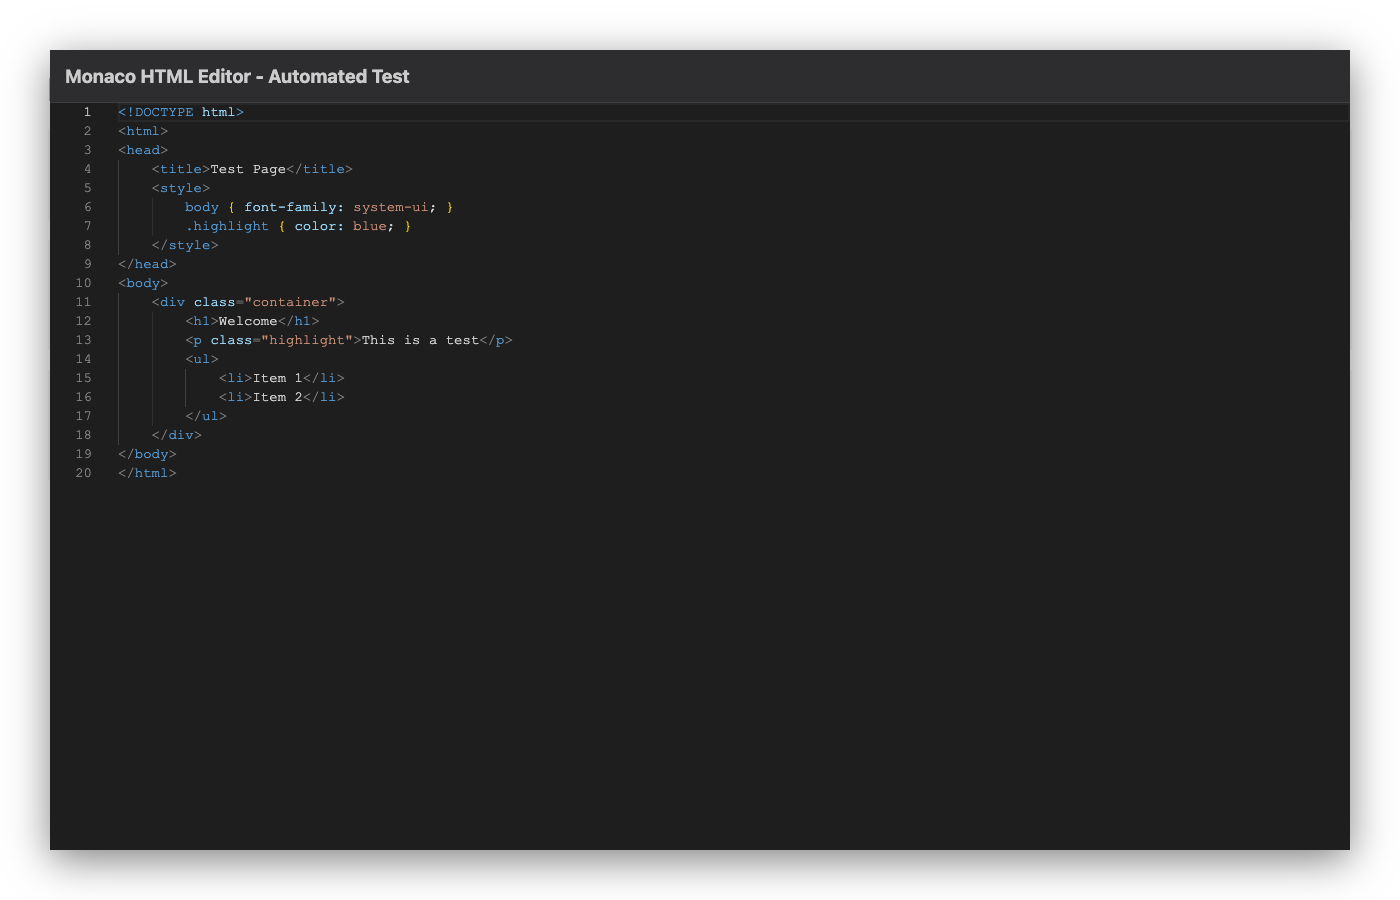 Monaco HTML Editor - Automated Test
1 <!DOCTYPE html>
2 <html>
3 <head>
4     <title>Test Page</title>
5     <style>
6         body { font-family: system-ui; }
7         .highlight { color: blue; }
8     </style>
9 </head>
10 <body>
11     <div class="container">
12         <h1>Welcome</h1>
13         <p class="highlight">This is a test</p>
14         <ul>
15             <li>Item 1</li>
16             <li>Item 2</li>
17         </ul>
18     </div>
19 </body>
20 </html>